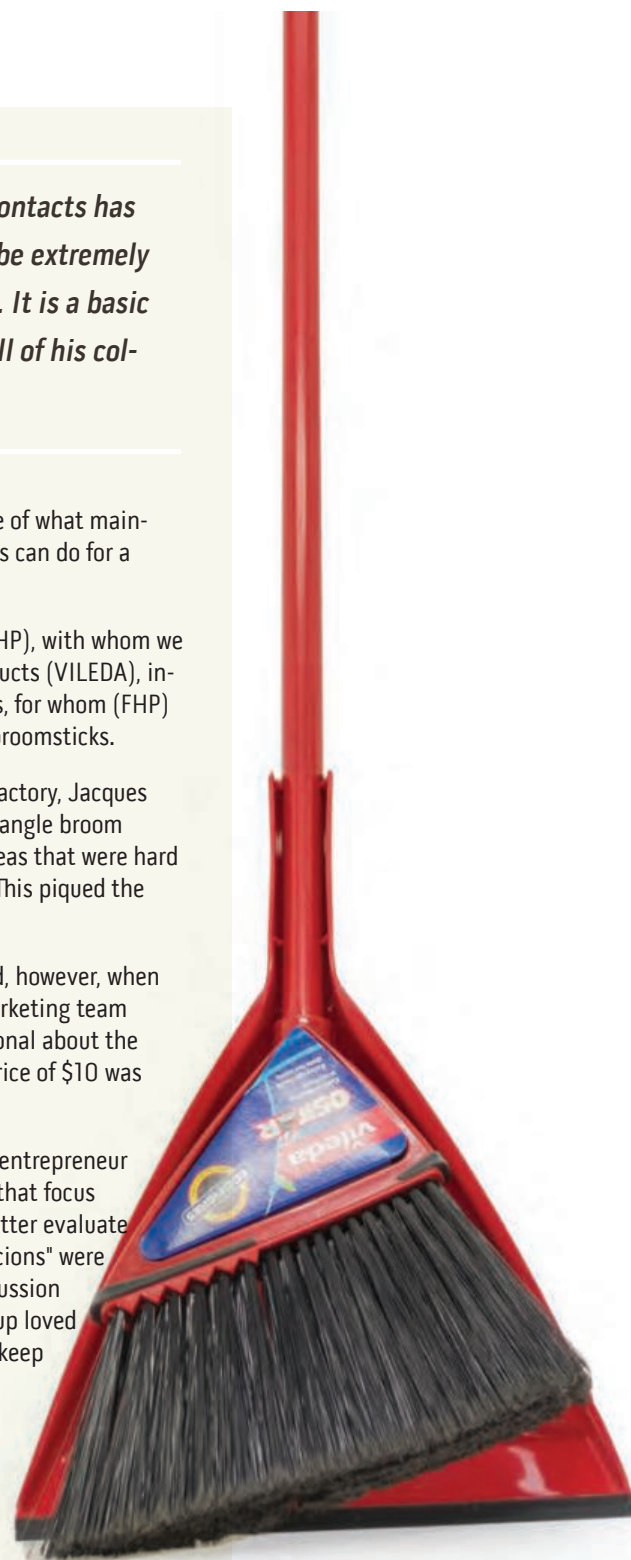 ontacts has
be extremely
. It is a basic
ll of his col-
e of what main-
s can do for a
HP), with whom we
ucts (VILEDA), in-
s, for whom (FHP)
broomsticks.
actory, Jacques
angle broom
eas that were hard
This piqued the
d, however, when
arketing team
onal about the
rice of $10 was
entrepreneur
that focus
tter evaluate
cions" were
ussion
up loved
keep
vileda